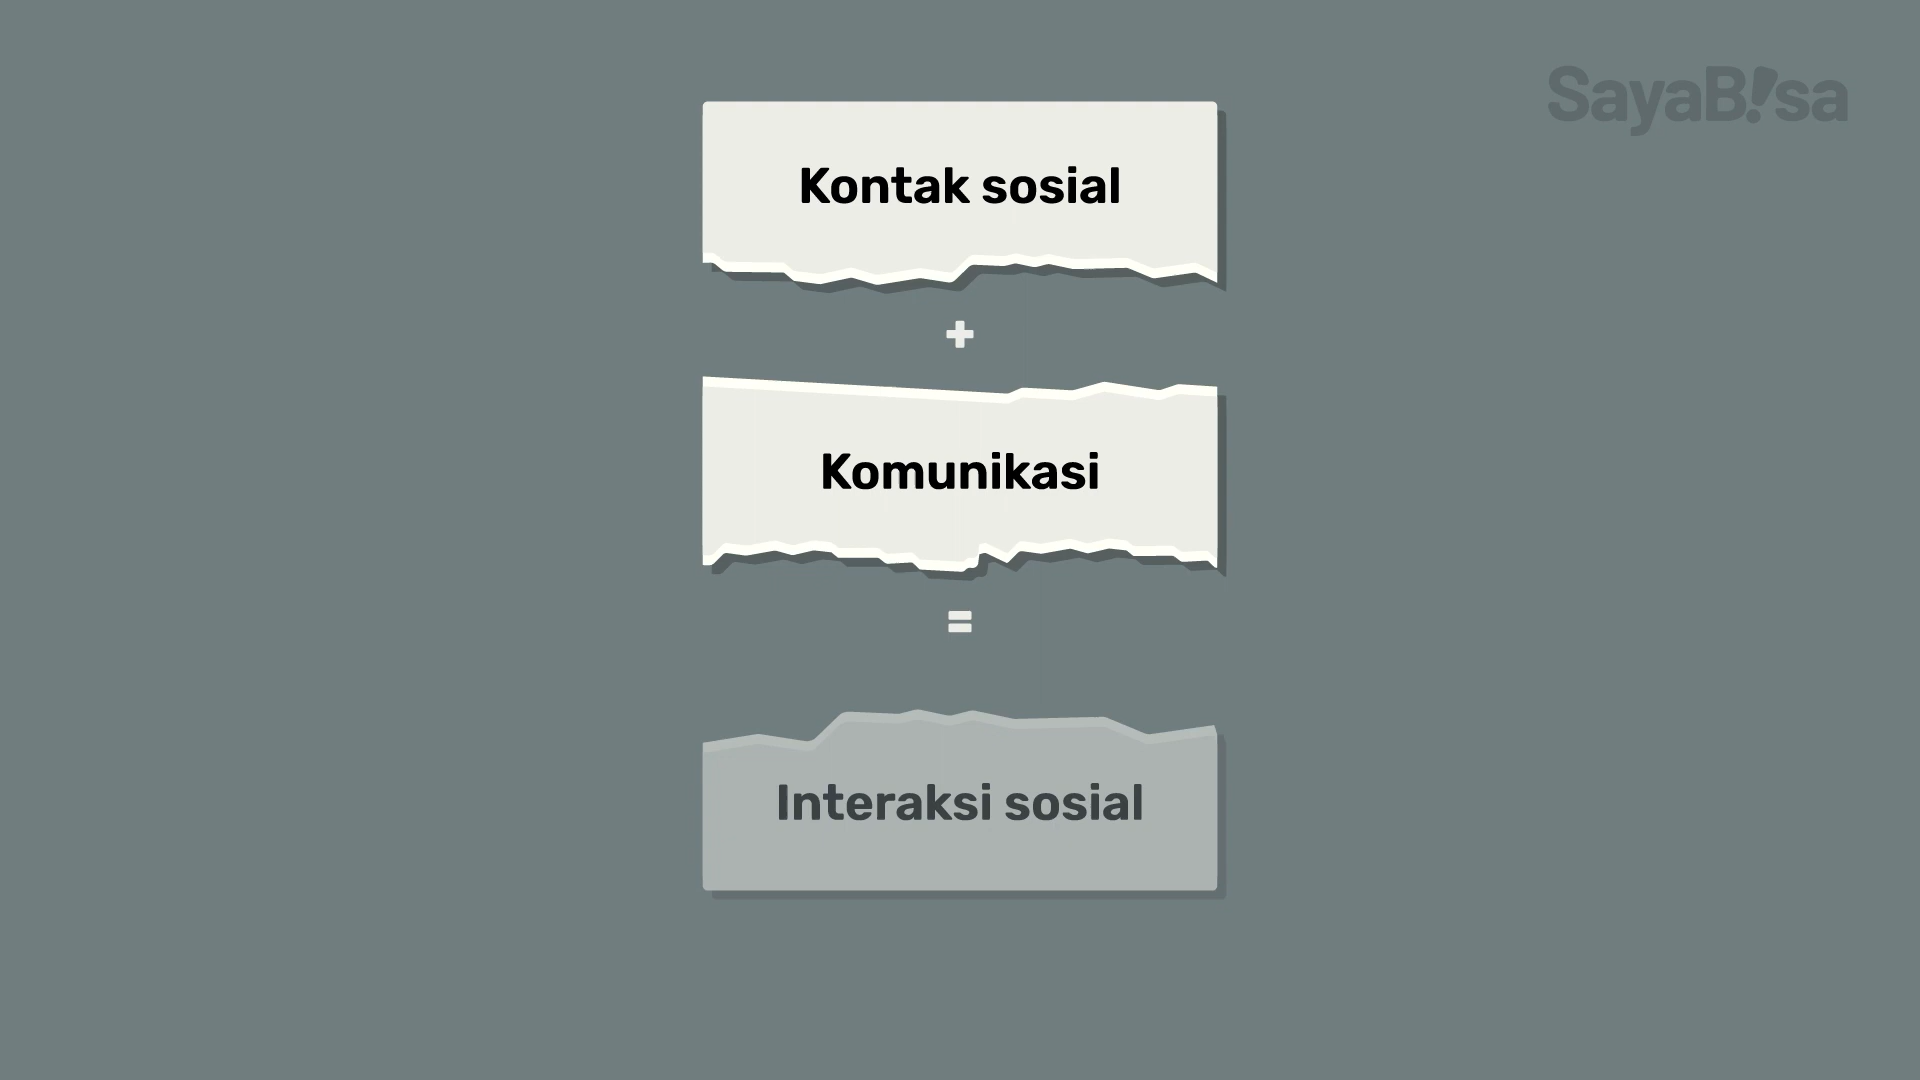 SayaB!sa
Kontak sosial
+
Komunikasi
=
Interaksi sosial